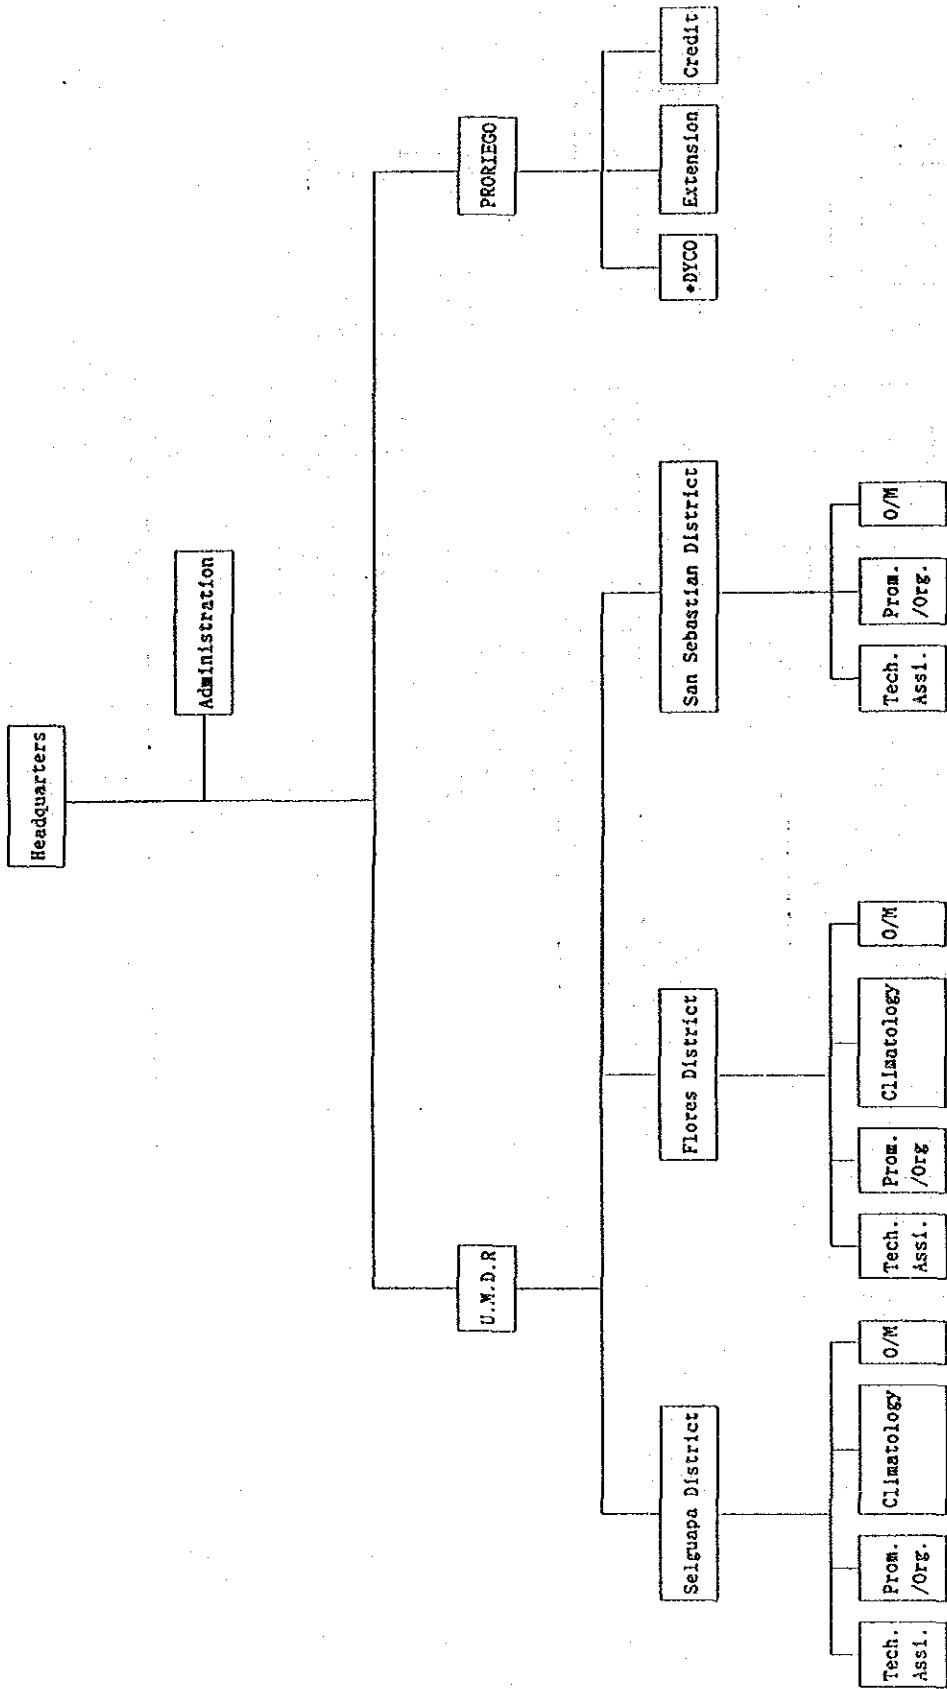 Headquarters
Administration
U.M.D.R
PRORIEGO
Selguapa District
Flores District
San Sebastian District
*DYCO
Extension
Credit
Tech.
Assi.
Prom.
/Org.
Climatology
O/M
Tech.
Assi.
Prom.
/Org
Climatology
O/M
Tech.
Assi.
Prom.
/Org.
O/M